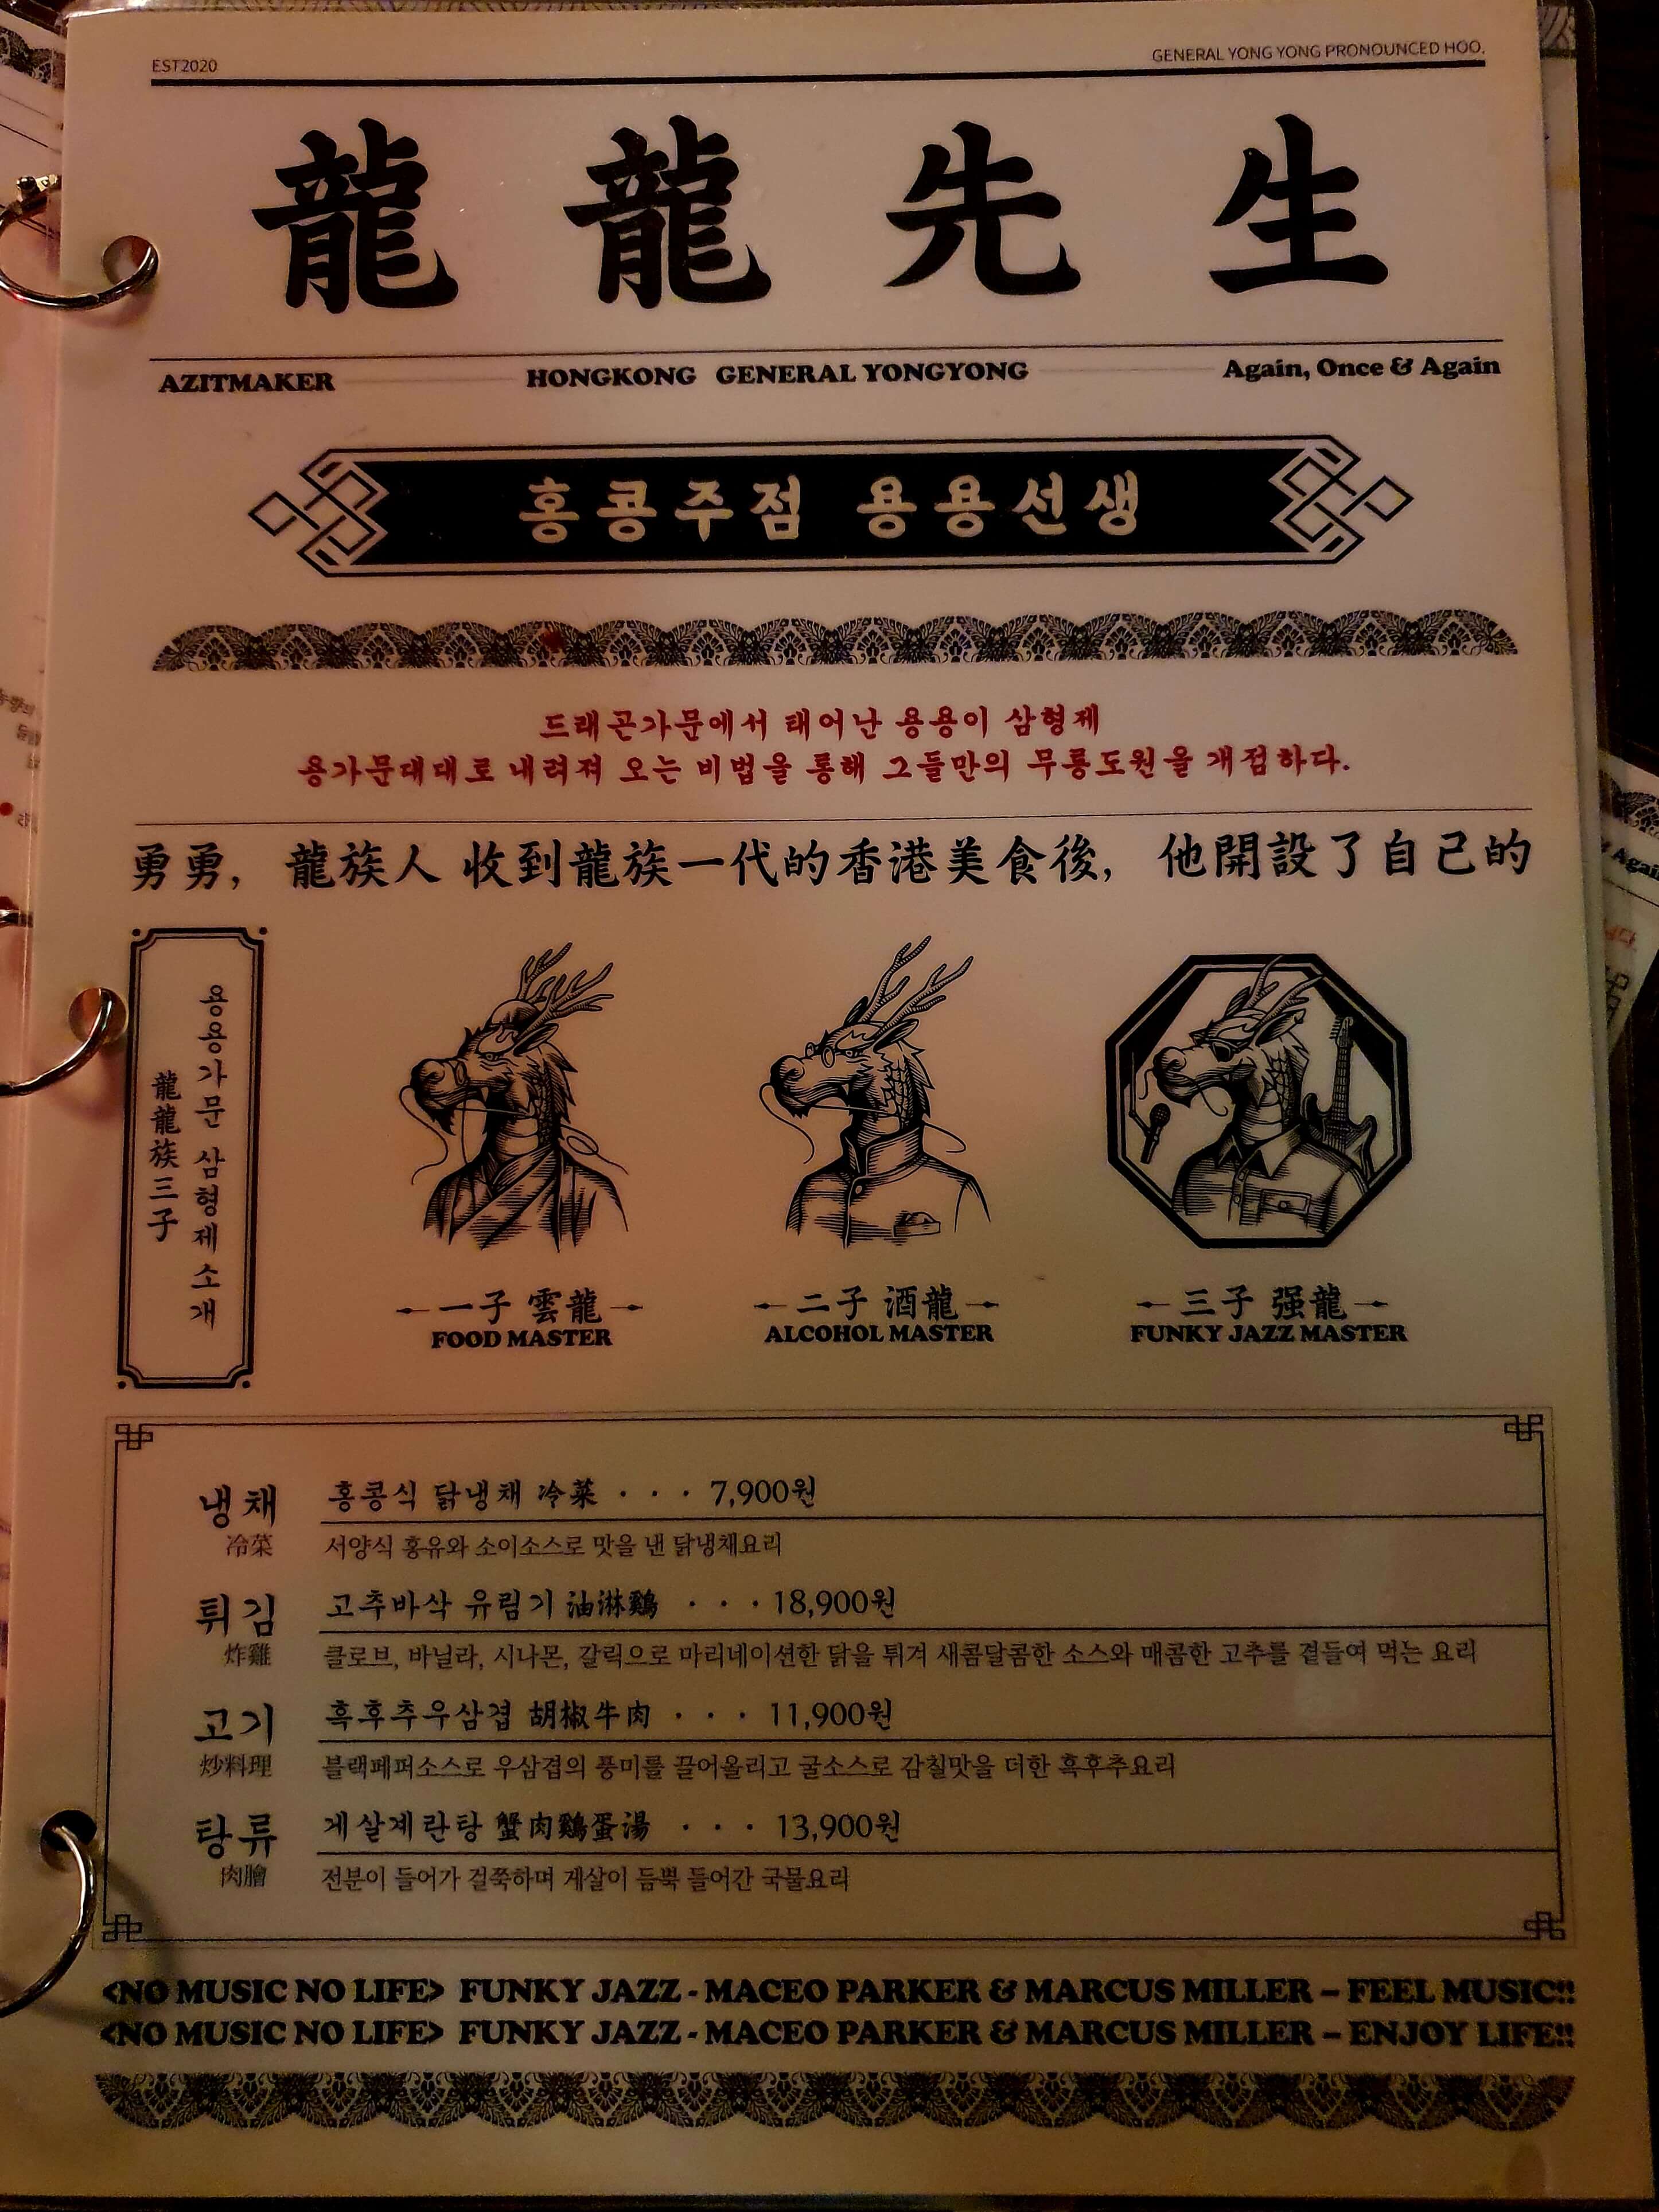 EST2020
GENERAL YONG YONG PRONOUNCED HOO.
龍龍先生
AZITMAKER HONGKONG GENERAL YONGYONG Again, Once & Again
홍콩주점 용용선생
드래곤가문에서 태어난 용용이 삼형제
용가문대대로 내려져 오는 비법을 통해 그들만의 무릉도원을 개점하다.
勇勇, 龍族人 收到龍族一代的香港美食後, 他開設了自己的
용용가문 삼형제소개
龍龍族三子
一子 雲龍
FOOD MASTER
二子 酒龍
ALCOHOL MASTER
三子 强龍
FUNKY JAZZ MASTER
냉채 홍콩식 닭냉채 冷菜 · · · 7,900원
冷菜 서양식 홍유와 소이소스로 맛을 낸 닭냉채요리
튀김 고추바삭 유림기 油淋鷄 · · · 18,900원
炸雞 클로브, 바닐라, 시나몬, 갈릭으로 마리네이션한 닭을 튀겨 새콤달콤한 소스와 매콤한 고추를 곁들여 먹는 요리
고기 흑후추우삼겹 胡椒牛肉 · · · 11,900원
炒料理 블랙페퍼소스로 우삼겹의 풍미를 끌어올리고 굴소스로 감칠맛을 더한 흑후추요리
탕류 게살계란탕 蟹肉鷄蛋湯 · · · 13,900원
肉膾 전분이 들어가 걸쭉하며 게살이 듬뿍 들어간 국물요리
<NO MUSIC NO LIFE> FUNKY JAZZ - MACEO PARKER & MARCUS MILLER – FEEL MUSIC!!
<NO MUSIC NO LIFE> FUNKY JAZZ - MACEO PARKER & MARCUS MILLER – ENJOY LIFE!!